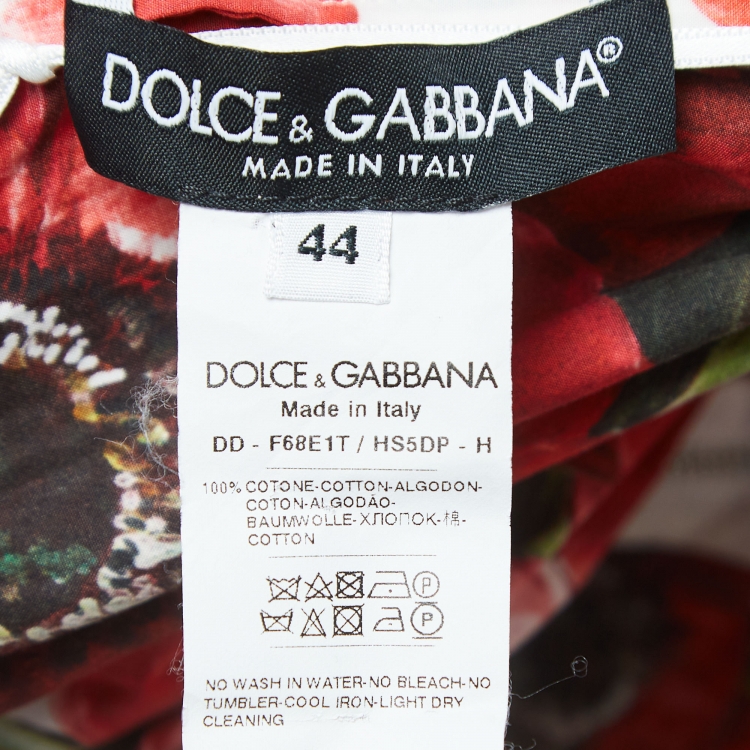 DOLCE & GABBANA®
MADE IN ITALY
44
DOLCE & GABBANA
Made in Italy
DD - F68E1T / HS5DP - H
100% COTONE-COTTON-ALGODON-
COTON-ALGODÃO-
BAUMWOLLE-ХЛОПОК-棉-
COTTON
P
P
NO WASH IN WATER-NO BLEACH-NO
TUMBLER-COOL IRON-LIGHT DRY
CLEANING